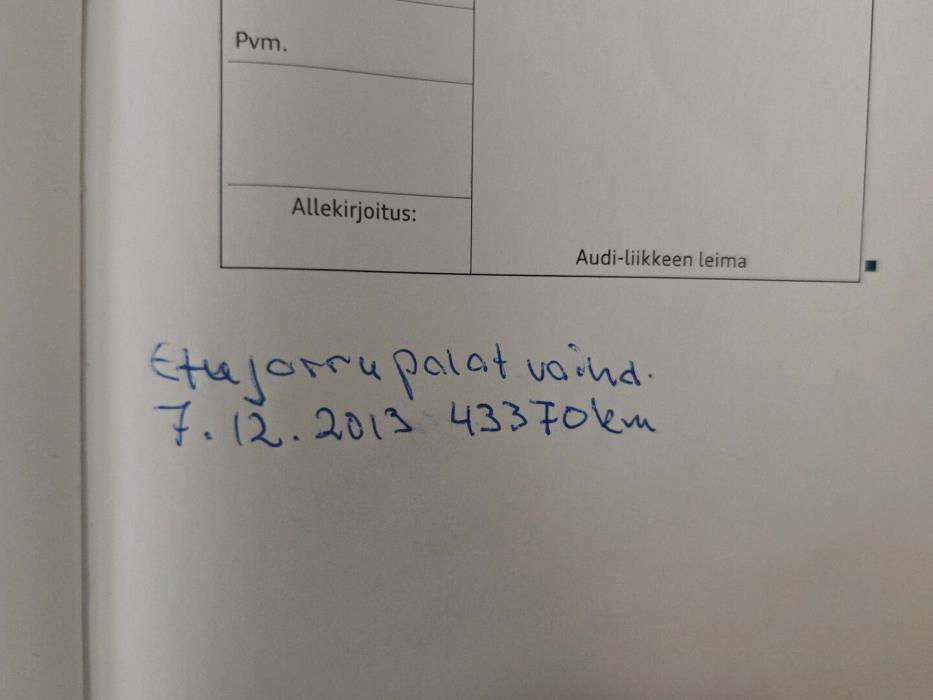 Pvm.
Allekirjoitus:
Audi-liikkeen leima
Etujarrupalat vaihd.
7.12.2013 43370km